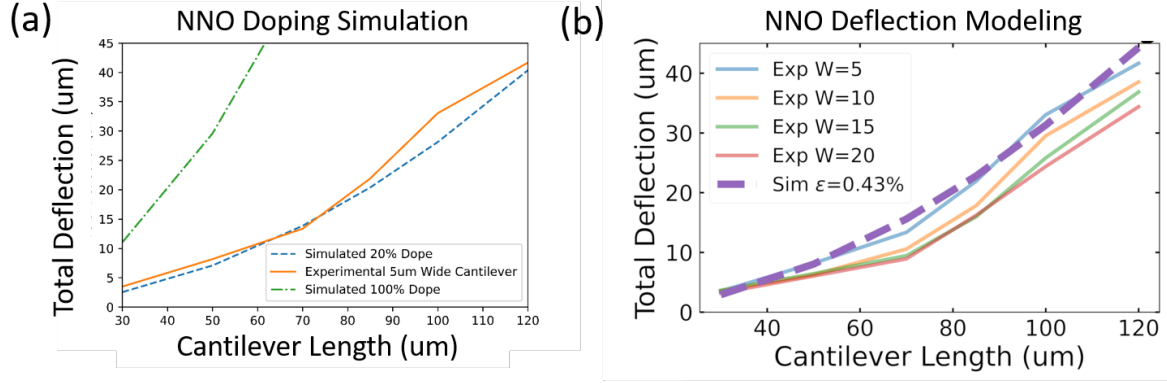 (a)
NNO Doping Simulation
Total Deflection (um)
45
40
35
30
25
20
15
10
5
0
Simulated 20% Dope
Experimental 5um Wide Cantilever
Simulated 100% Dope
30 40 50 60 70 80 85 90 100 110 120
Cantilever Length (um)
(b)
NNO Deflection Modeling
Total Deflection (um)
40
30
20
10
0
Exp W=5
Exp W=10
Exp W=15
Exp W=20
Sim ε=0.43%
40 60 80 100 120
Cantilever Length (um)